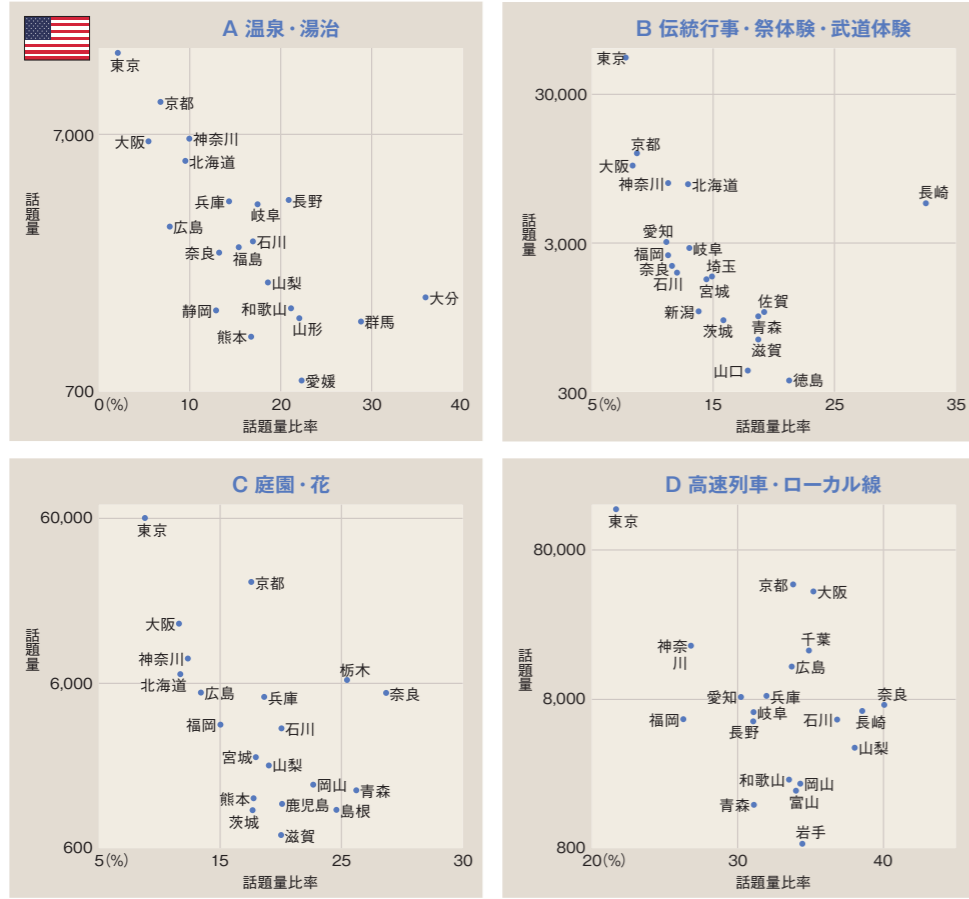 A 温泉・湯治
東京
京都
7,000
大阪
神奈川
北海道
話題量
兵庫
岐阜
長野
広島
石川
奈良
福島
山梨
大分
静岡
和歌山
山形
群馬
熊本
愛媛
700
0(%)
10
20
30
40
話題量比率
B 伝統行事・祭体験・武道体験
東京
30,000
京都
大阪
神奈川
北海道
長崎
話題量
愛知
3,000
福岡
岐阜
奈良
埼玉
石川
宮城
佐賀
新潟
茨城
青森
滋賀
山口
徳島
300
5(%)
15
25
35
話題量比率
C 庭園・花
60,000
東京
京都
大阪
話題量
神奈川
栃木
6,000
北海道
広島
兵庫
奈良
福岡
石川
宮城
山梨
岡山
青森
熊本
鹿児島
島根
茨城
滋賀
600
5(%)
15
25
30
話題量比率
D 高速列車・ローカル線
東京
80,000
京都
大阪
話題量
神奈
川
千葉
広島
8,000
愛知
兵庫
奈良
福岡
岐阜
石川
長崎
長野
山梨
和歌山
岡山
青森
富山
岩手
800
20(%)
30
40
話題量比率